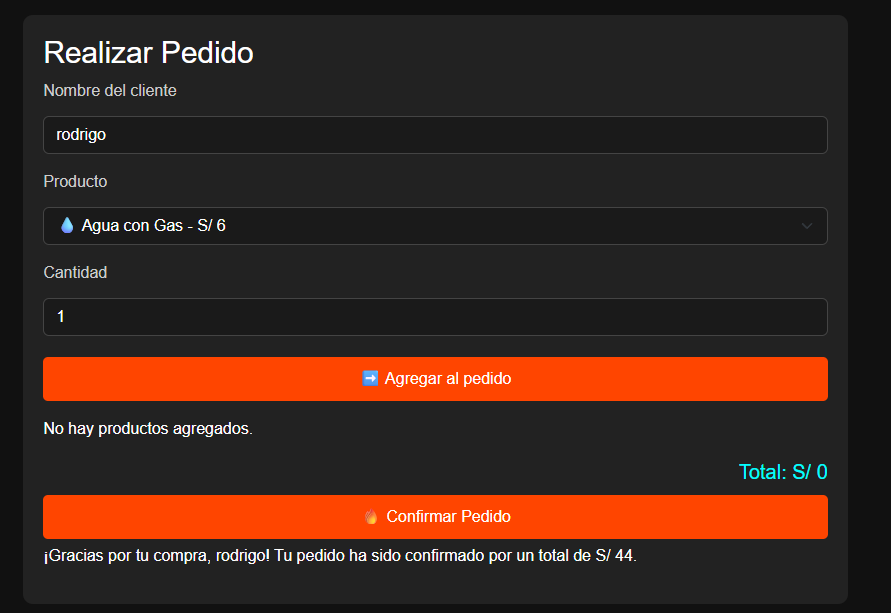 Realizar Pedido
Nombre del cliente
rodrigo
Producto
💧 Agua con Gas - S/ 6
Cantidad
1
➡️ Agregar al pedido
No hay productos agregados.
Total: S/ 0
🔥 Confirmar Pedido
¡Gracias por tu compra, rodrigo! Tu pedido ha sido confirmado por un total de S/ 44.